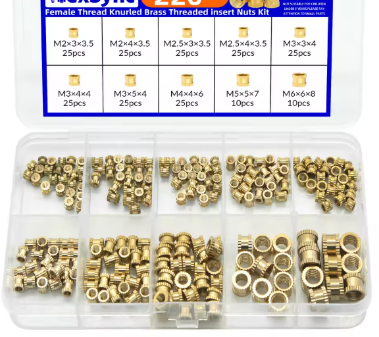 220
Female Thread Knurled Brass Threaded insert Nuts Kit
M2×3×3.5 M2×4×3.5 M2.5×3×3.5 M2.5×3×3.5 M3×3×4
25pcs 25pcs 25pcs 25pcs 25pcs
M3×4×4 M3×5×4 M4×4×6 M5×5×7 M6×6×8
25pcs 25pcs 25pcs 10pcs 10pcs